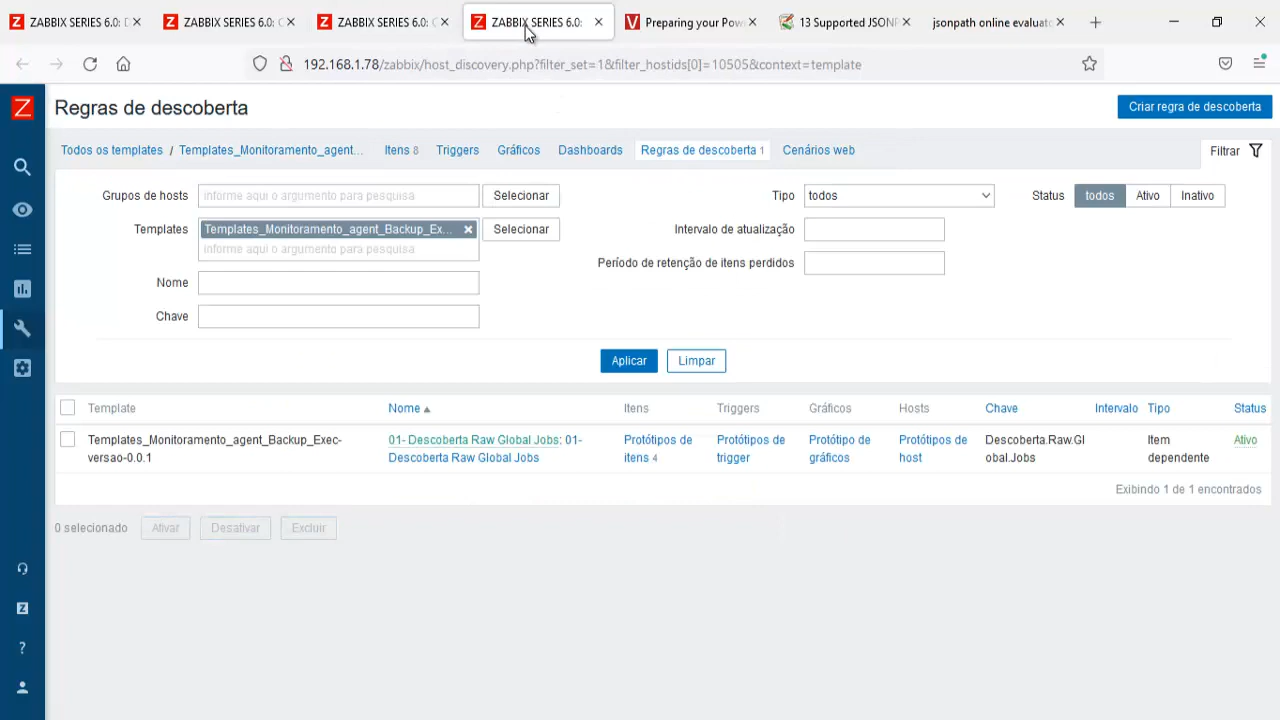 ZABBIX SERIES 6.0:
ZABBIX SERIES 6.0:
ZABBIX SERIES 6.0:
ZABBIX SERIES 6.0:
Preparing your Pow
13 Supported JSONP
jsonpath online evaluato
192.168.1.78/zabbix/host_discovery.php?filter_set=1&filter_hostids[0]=10505&context=template
Regras de descoberta
Criar regra de descoberta
Todos os templates / Templates_Monitoramento_agent... Itens 8 Triggers Gráficos Dashboards Regras de descoberta 1 Cenários web
Filtrar
Grupos de hosts informe aqui o argumento para pesquisa Selecionar
Tipo todos
Status todos Ativo Inativo
Templates Templates_Monitoramento_agent_Backup_Ex... Selecionar
informe aqui o argumento para pesquisa
Intervalo de atualização
Período de retenção de itens perdidos
Nome
Chave
Aplicar Limpar
Template Nome Itens Triggers Gráficos Hosts Chave Intervalo Tipo Status
Templates_Monitoramento_agent_Backup_Exec- 01- Descoberta Raw Global Jobs: 01- Protótipos de Protótipos de Protótipo de Protótipos de Descoberta.Raw.Gl Item Ativo
versao-0.0.1 Descoberta Raw Global Jobs itens 4 trigger gráficos host obal.Jobs dependente
Exibindo 1 de 1 encontrados
0 selecionado Ativar Desativar Excluir